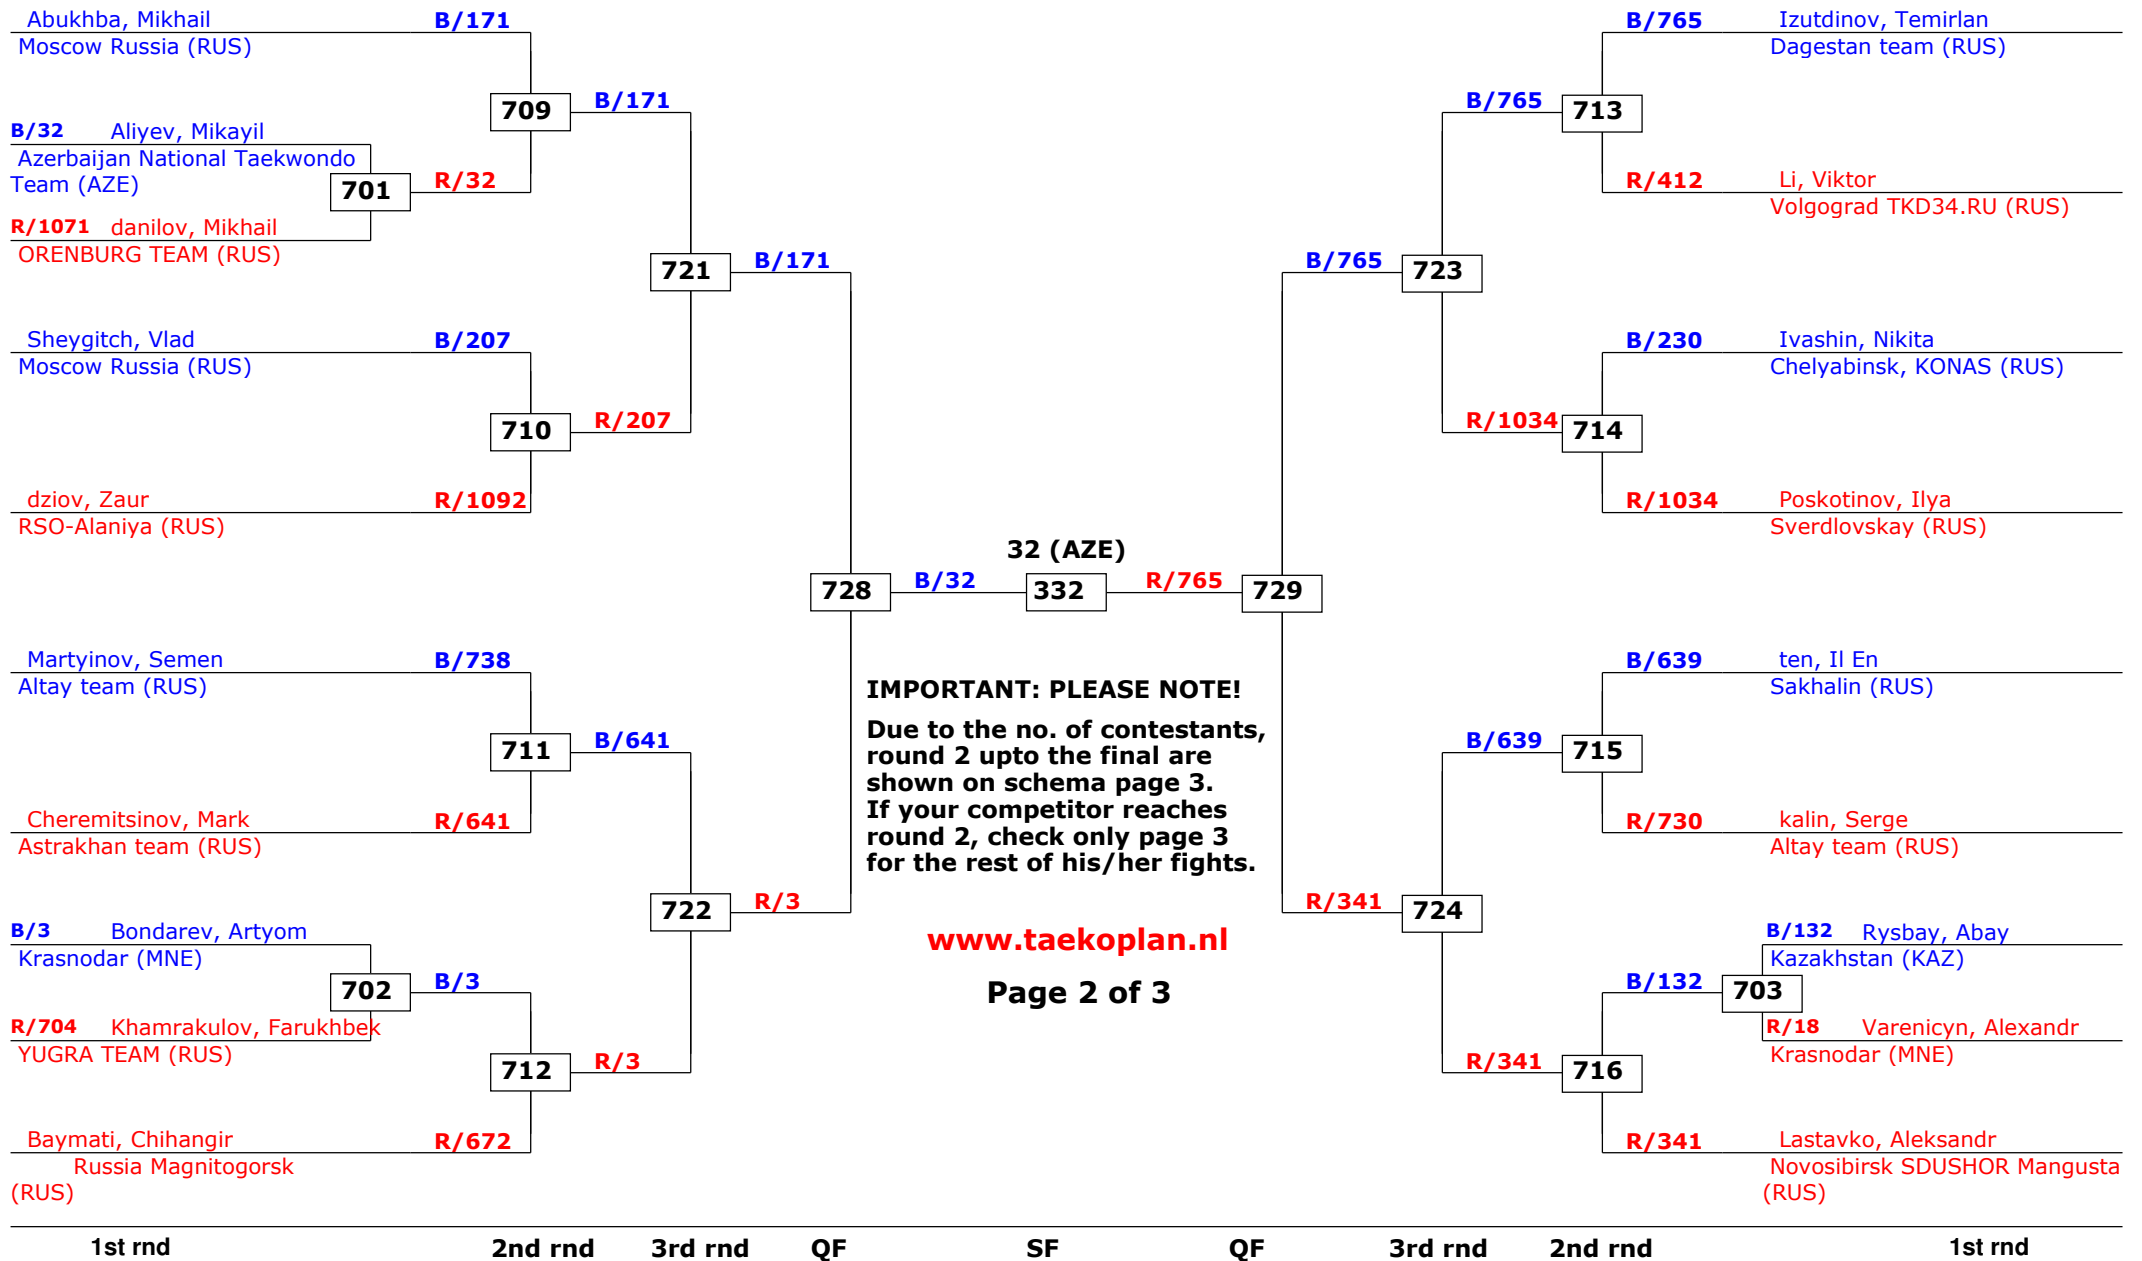 Abukhba, Mikhail
B/171
Moscow Russia (RUS)
709
B/171
B/32 Aliyev, Mikayil
Azerbaijan National Taekwondo
Team (AZE)
701
R/32
R/1071 danilov, Mikhail
ORENBURG TEAM (RUS)
721
B/171
Sheygitch, Vlad
B/207
Moscow Russia (RUS)
710
R/207
dziov, Zaur
R/1092
RSO-Alaniya (RUS)
728
B/32
32 (AZE)
332
R/765
729
Martyinov, Semen
B/738
Altay team (RUS)
711
B/641
Cheremitsinov, Mark
R/641
Astrakhan team (RUS)
722
R/3
B/3 Bondarev, Artyom
Krasnodar (MNE)
702
B/3
R/704 Khamrakulov, Farukhbek
YUGRA TEAM (RUS)
712
R/3
Baymati, Chihangir
R/672
Russia Magnitogorsk
(RUS)
IMPORTANT: PLEASE NOTE!
Due to the no. of contestants,
round 2 upto the final are
shown on schema page 3.
If your competitor reaches
round 2, check only page 3
for the rest of his/her fights.
www.taekoplan.nl
Page 2 of 3
B/765
Izutdinov, Temirlan
Dagestan team (RUS)
B/765
713
R/412
Li, Viktor
Volgograd TKD34.RU (RUS)
B/765
723
B/230
Ivashin, Nikita
Chelyabinsk, KONAS (RUS)
R/1034
714
R/1034
Poskotinov, Ilya
Sverdlovskay (RUS)
B/639
ten, Il En
Sakhalin (RUS)
B/639
715
R/730
kalin, Serge
Altay team (RUS)
R/341
724
B/132 Rysbay, Abay
Kazakhstan (KAZ)
B/132
703
R/18 Varenicyn, Alexandr
Krasnodar (MNE)
R/341
716
R/341
Lastavko, Aleksandr
Novosibirsk SDUSHOR Mangusta
(RUS)
1st rnd 2nd rnd 3rd rnd QF SF QF 3rd rnd 2nd rnd 1st rnd